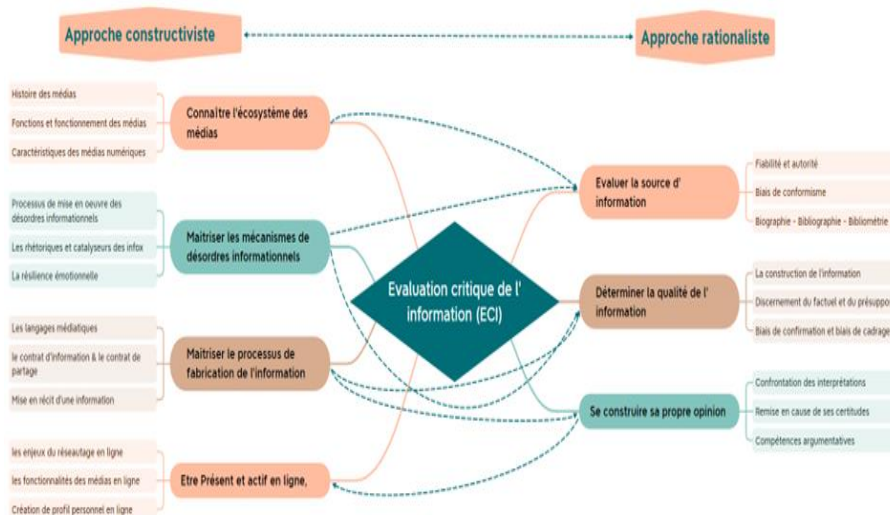 Approche constructiviste
Approche rationaliste
Histoire des médias
Fonctions et fonctionnement des médias
Caractéristiques des médias numériques
Connaître l'écosystème des
médias
Processus de mise en oeuvre des
désordres informationnels
Les rhétoriques et catalyseurs des infox
La résilience émotionnelle
Maitriser les mécanismes de
désordres informationnels
Les langages médiatiques
le contrat d'information & le contrat de
partage
Mise en récit d'une information
Maitriser le processus de
fabrication de l'information
les enjeux du réseautage en ligne
les fonctionnalités des médias en ligne
Création de profil personnel en ligne
Etre Présent et actif en ligne,
Evaluation critique de l'
information (ECI)
Evaluer la source d'
information
Fiabilité et autorité
Biais de conformisme
Biographie - Bibliographie - Bibliométrie
Déterminer la qualité de l'
information
La construction de l'information
Discernement du factuel et du présuppo
Biais de confirmation et biais de cadrage
Se construire sa propre opinion
Confrontation des interprétations
Remise en cause de ses certitudes
Compétences argumentatives